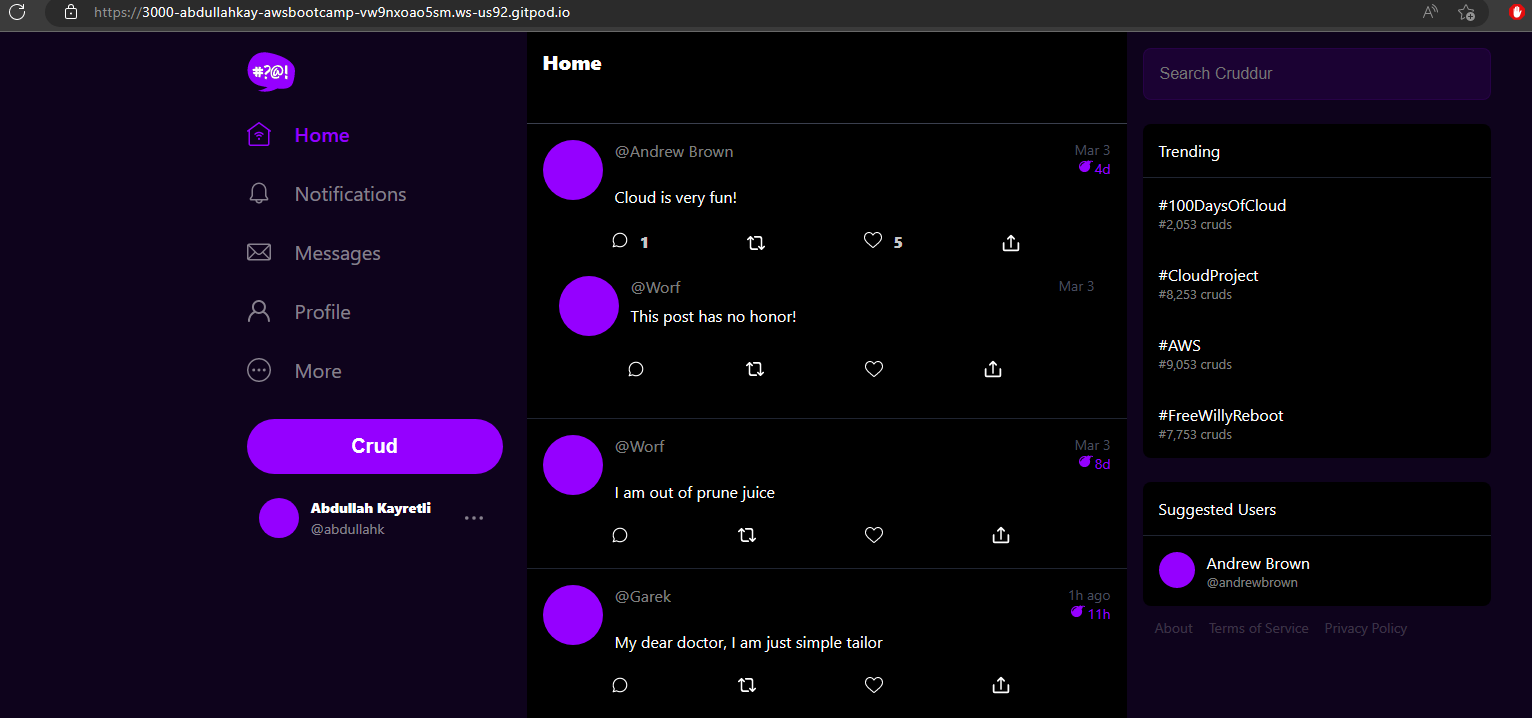 https://3000-abdullahkay-awsbootcamp-vw9nxoao5sm.ws-us92.gitpod.io
#?@!
Home
Notifications
Messages
Profile
More
Crud
Abdullah Kayretli
@abdullahk
Home
@Andrew Brown
Mar 3
4d
Cloud is very fun!
1
5
@Worf
Mar 3
This post has no honor!
@Worf
Mar 3
8d
I am out of prune juice
@Garek
1h ago
11h
My dear doctor, I am just simple tailor
Search Cruddur
Trending
#100DaysOfCloud
#2,053 cruds
#CloudProject
#8,253 cruds
#AWS
#9,053 cruds
#FreeWillyReboot
#7,753 cruds
Suggested Users
Andrew Brown
@andrewbrown
About Terms of Service Privacy Policy